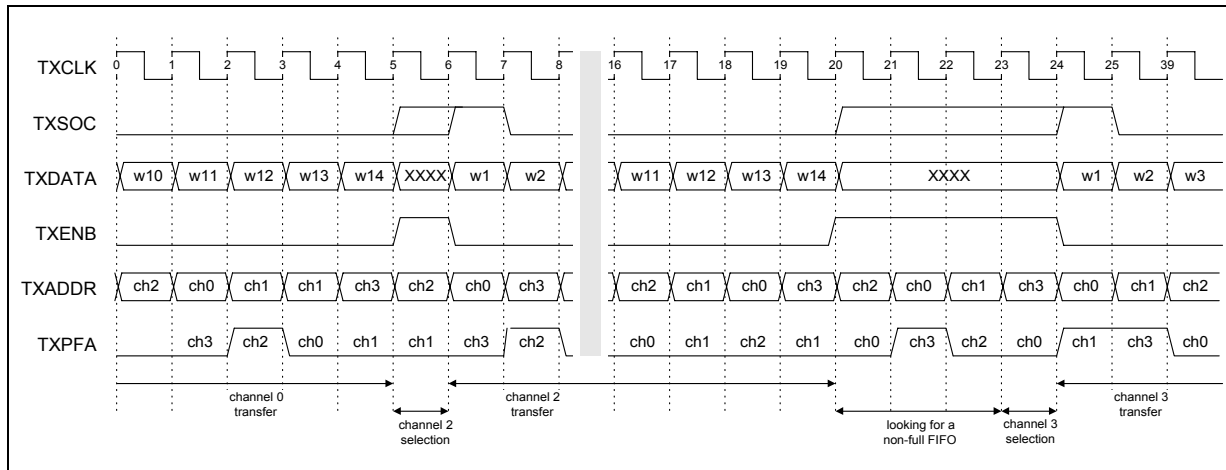 TXCLK 0 1 2 3 4 5 6 7 8 16 17 18 19 20 21 22 23 24 25 39
TXSOC
TXDATA w10 w11 w12 w13 w14 XXXX w1 w2 w11 w12 w13 w14 XXXX w1 w2 w3
TXENB
TXADDR ch2 ch0 ch1 ch1 ch3 ch2 ch0 ch3 ch2 ch1 ch0 ch3 ch2 ch0 ch1 ch3 ch0 ch1 ch2
TXPFA ch3 ch2 ch0 ch1 ch1 ch3 ch2 ch0 ch1 ch2 ch1 ch0 ch3 ch2 ch0 ch1 ch3 ch0
channel 0
transfer
channel 2
selection
channel 2
transfer
looking for a
non-full FIFO
channel 3
selection
channel 3
transfer